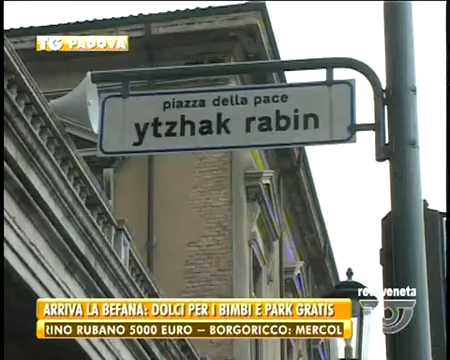 TG PADOVA
piazza della pace
ytzhak rabin
reteveneta
ARRIVA LA BEFANA: DOLCI PER I BIMBI E PARK GRATIS
RINO RUBANO 5000 EURO — BORGORICCO: MERCOL